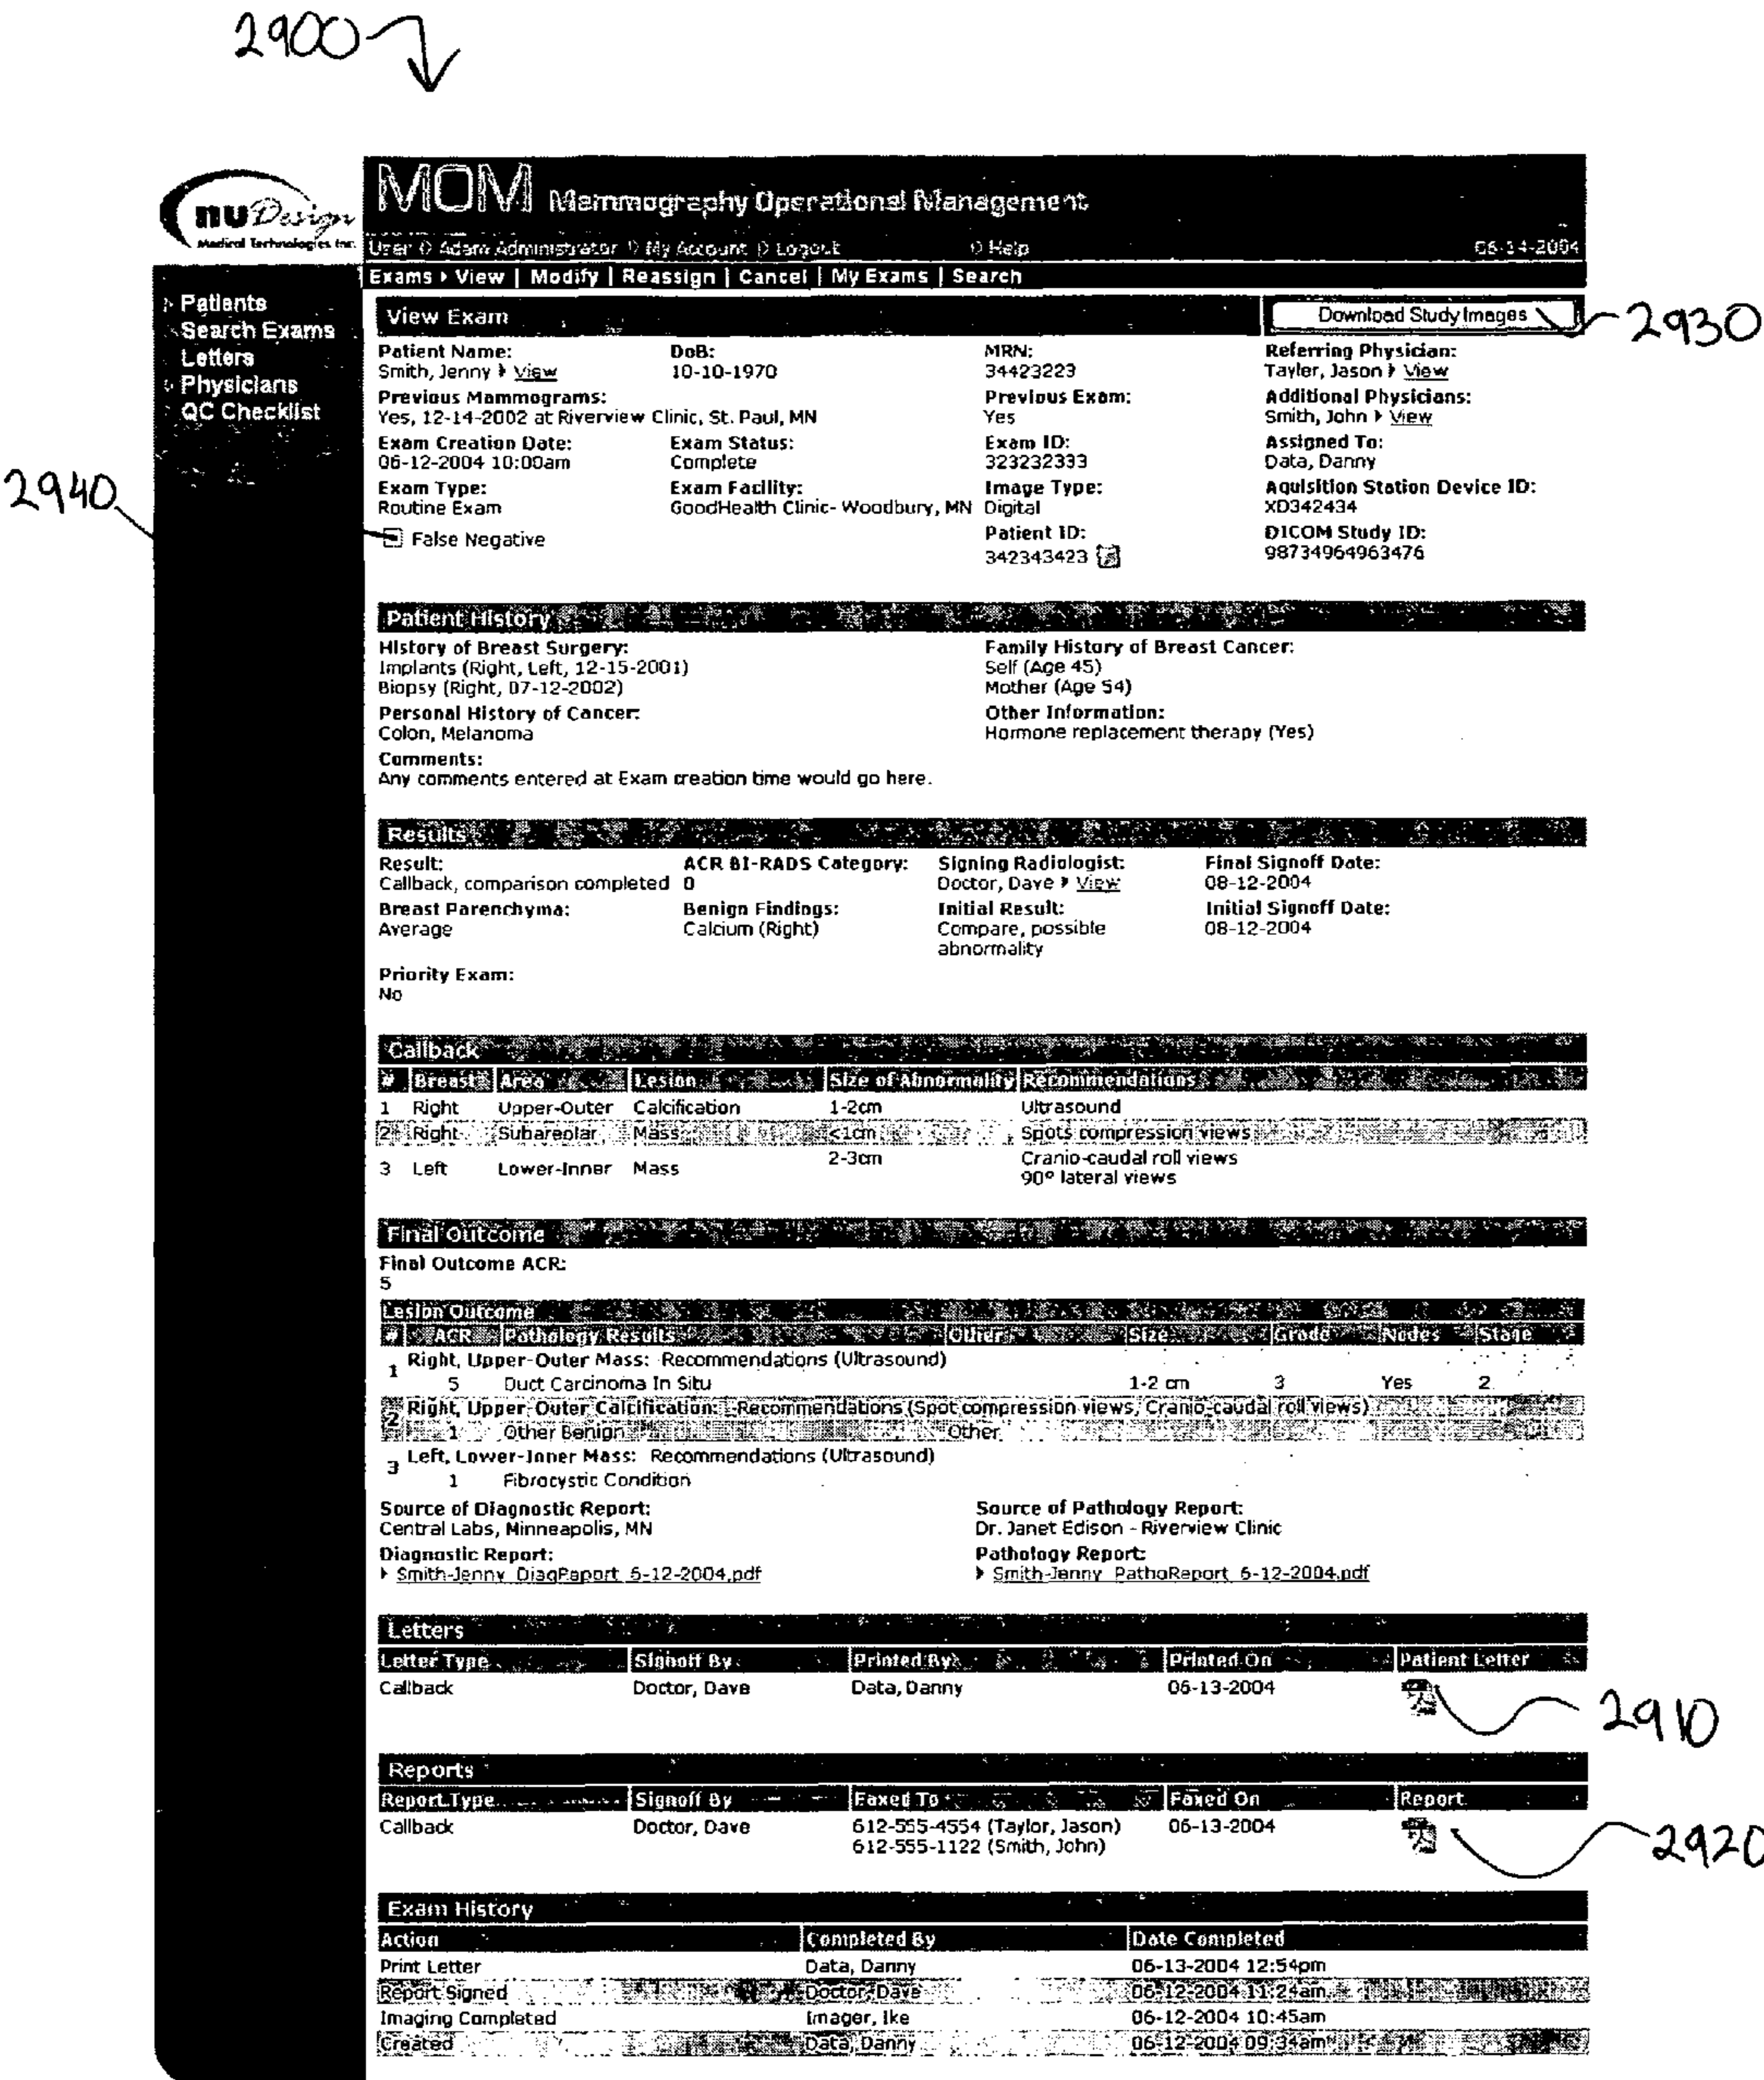 2900
nuDesign
Medical Technologies Inc.
MOM Mammography Operational Management
User Adam Administrator My Account Logout Help 06-14-2004
Exams View | Modify | Reassign | Cancel | My Exams | Search
Patients
Search Exams
Letters
Physicians
QC Checklist
View Exam Download Study Images 2930
Patient Name: DoB: MRN: Referring Physician:
Smith, Jenny View 10-10-1970 34423223 Tayler, Jason View
Previous Mammograms: Previous Exam: Additional Physicians:
Yes, 12-14-2002 at Riverview Clinic, St. Paul, MN Yes Smith, John View
Exam Creation Date: Exam Status: Exam ID: Assigned To:
06-12-2004 10:00am Complete 323232333 Data, Danny
2940
Exam Type: Exam Facility: Image Type: Aquisition Station Device ID:
Routine Exam GoodHealth Clinic- Woodbury, MN Digital XD342434
False Negative Patient ID: DICOM Study ID:
342343423 98734964963476
Patient History
History of Breast Surgery: Family History of Breast Cancer:
Implants (Right, Left, 12-15-2001) Self (Age 45)
Biopsy (Right, 07-12-2002) Mother (Age 54)
Personal History of Cancer: Other Information:
Colon, Melanoma Hormone replacement therapy (Yes)
Comments:
Any comments entered at Exam creation time would go here.
Results
Result: ACR BI-RADS Category: Signing Radiologist: Final Signoff Date:
Callback, comparison completed 0 Doctor, Dave View 08-12-2004
Breast Parenchyma: Benign Findings: Initial Result: Initial Signoff Date:
Average Calcium (Right) Compare, possible 08-12-2004
abnormality
Priority Exam:
No
Callback
# Breast Area Lesion Size of Abnormality Recommendations
1 Right Upper-Outer Calcification 1-2cm Ultrasound
2 Right Subareolar Mass <1cm Spots compression views
3 Left Lower-Inner Mass 2-3cm Cranio-caudal roll views
90° lateral views
Final Outcome
Final Outcome ACR:
5
Lesion Outcome
# ACR Pathology Results Other Size Grade Nodes Stage
1 Right, Upper-Outer Mass: Recommendations (Ultrasound)
5 Duct Carcinoma In Situ 1-2 cm 3 Yes 2
2 Right, Upper-Outer Calcification: Recommendations (Spot compression views, Cranio-caudal roll views)
1 Other Benign Other
3 Left, Lower-Inner Mass: Recommendations (Ultrasound)
1 Fibrocystic Condition
Source of Diagnostic Report: Source of Pathology Report:
Central Labs, Minneapolis, MN Dr. Janet Edison - Riverview Clinic
Diagnostic Report: Pathology Report:
Smith-Jenny_DiagReport_6-12-2004.pdf Smith-Jenny_PathoReport_6-12-2004.pdf
Letters
Letter Type Signoff By Printed By Printed On Patient Letter
Callback Doctor, Dave Data, Danny 06-13-2004
2910
Reports
Report Type Signoff By Faxed To Faxed On Report
Callback Doctor, Dave 612-555-4554 (Taylor, Jason) 06-13-2004
612-555-1122 (Smith, John)
2920
Exam History
Action Completed By Date Completed
Print Letter Data, Danny 06-13-2004 12:54pm
Report Signed Doctor, Dave 06-12-2004 11:24am
Imaging Completed Imager, Ike 06-12-2004 10:45am
Created Data, Danny 06-12-2004 09:34am